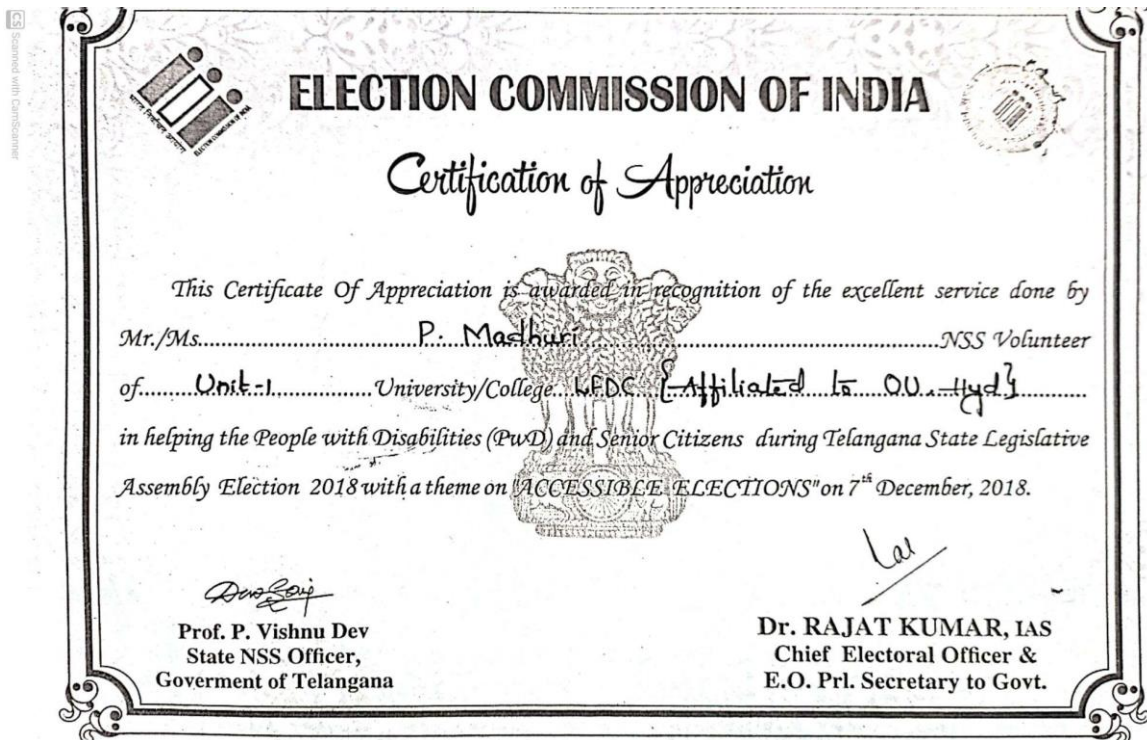 CS Scanned with CamScanner
ELECTION COMMISSION OF INDIA
Certification of Appreciation
This Certificate Of Appreciation is awarded in recognition of the excellent service done by
Mr./Ms. P. Madhuri NSS Volunteer
of Unit-1 University/College LFDC {Affiliated to OU. Hyd}
in helping the People with Disabilities (PwD) and Senior Citizens during Telangana State Legislative
Assembly Election 2018 with a theme on "ACCESSIBLE ELECTIONS" on 7th December, 2018.
Prof. P. Vishnu Dev
State NSS Officer,
Goverment of Telangana
Dr. RAJAT KUMAR, IAS
Chief Electoral Officer &
E.O. Prl. Secretary to Govt.